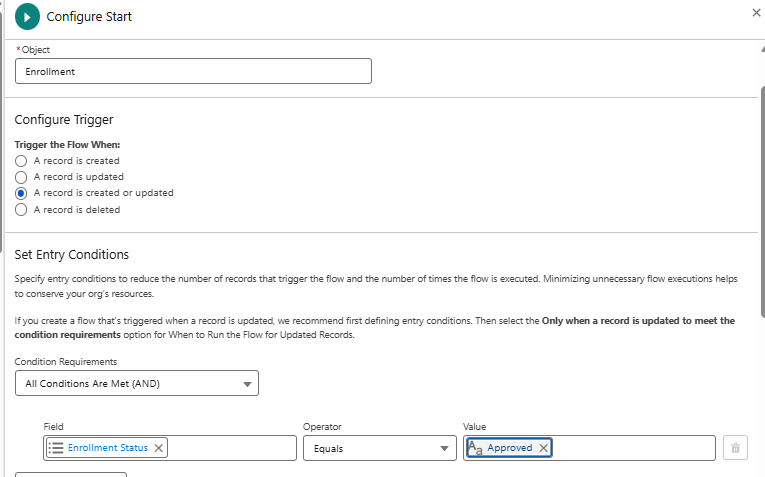 Configure Start
*Object
Enrollment
Configure Trigger
Trigger the Flow When:
A record is created
A record is updated
A record is created or updated
A record is deleted
Set Entry Conditions
Specify entry conditions to reduce the number of records that trigger the flow and the number of times the flow is executed. Minimizing unnecessary flow executions helps
to conserve your org's resources.
If you create a flow that's triggered when a record is updated, we recommend first defining entry conditions. Then select the Only when a record is updated to meet the
condition requirements option for When to Run the Flow for Updated Records.
Condition Requirements
All Conditions Are Met (AND)
Field Operator Value
Enrollment Status Equals Aa Approved